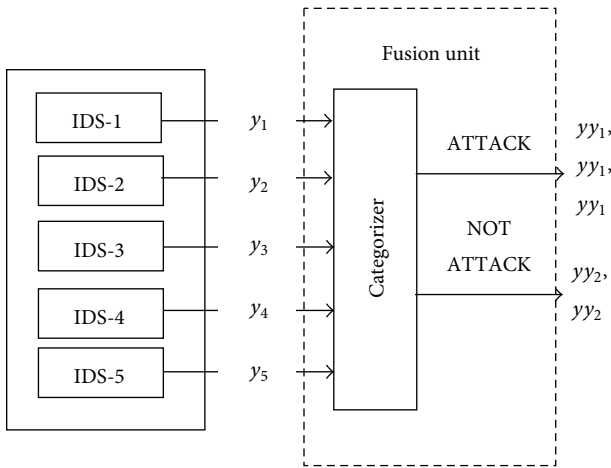 Fusion unit
IDS-1
y₁
IDS-2
y₂
IDS-3
y₃
IDS-4
y₄
IDS-5
y₅
Categorizer
ATTACK
yy₁,
yy₁,
yy₁
NOT
ATTACK
yy₂,
yy₂